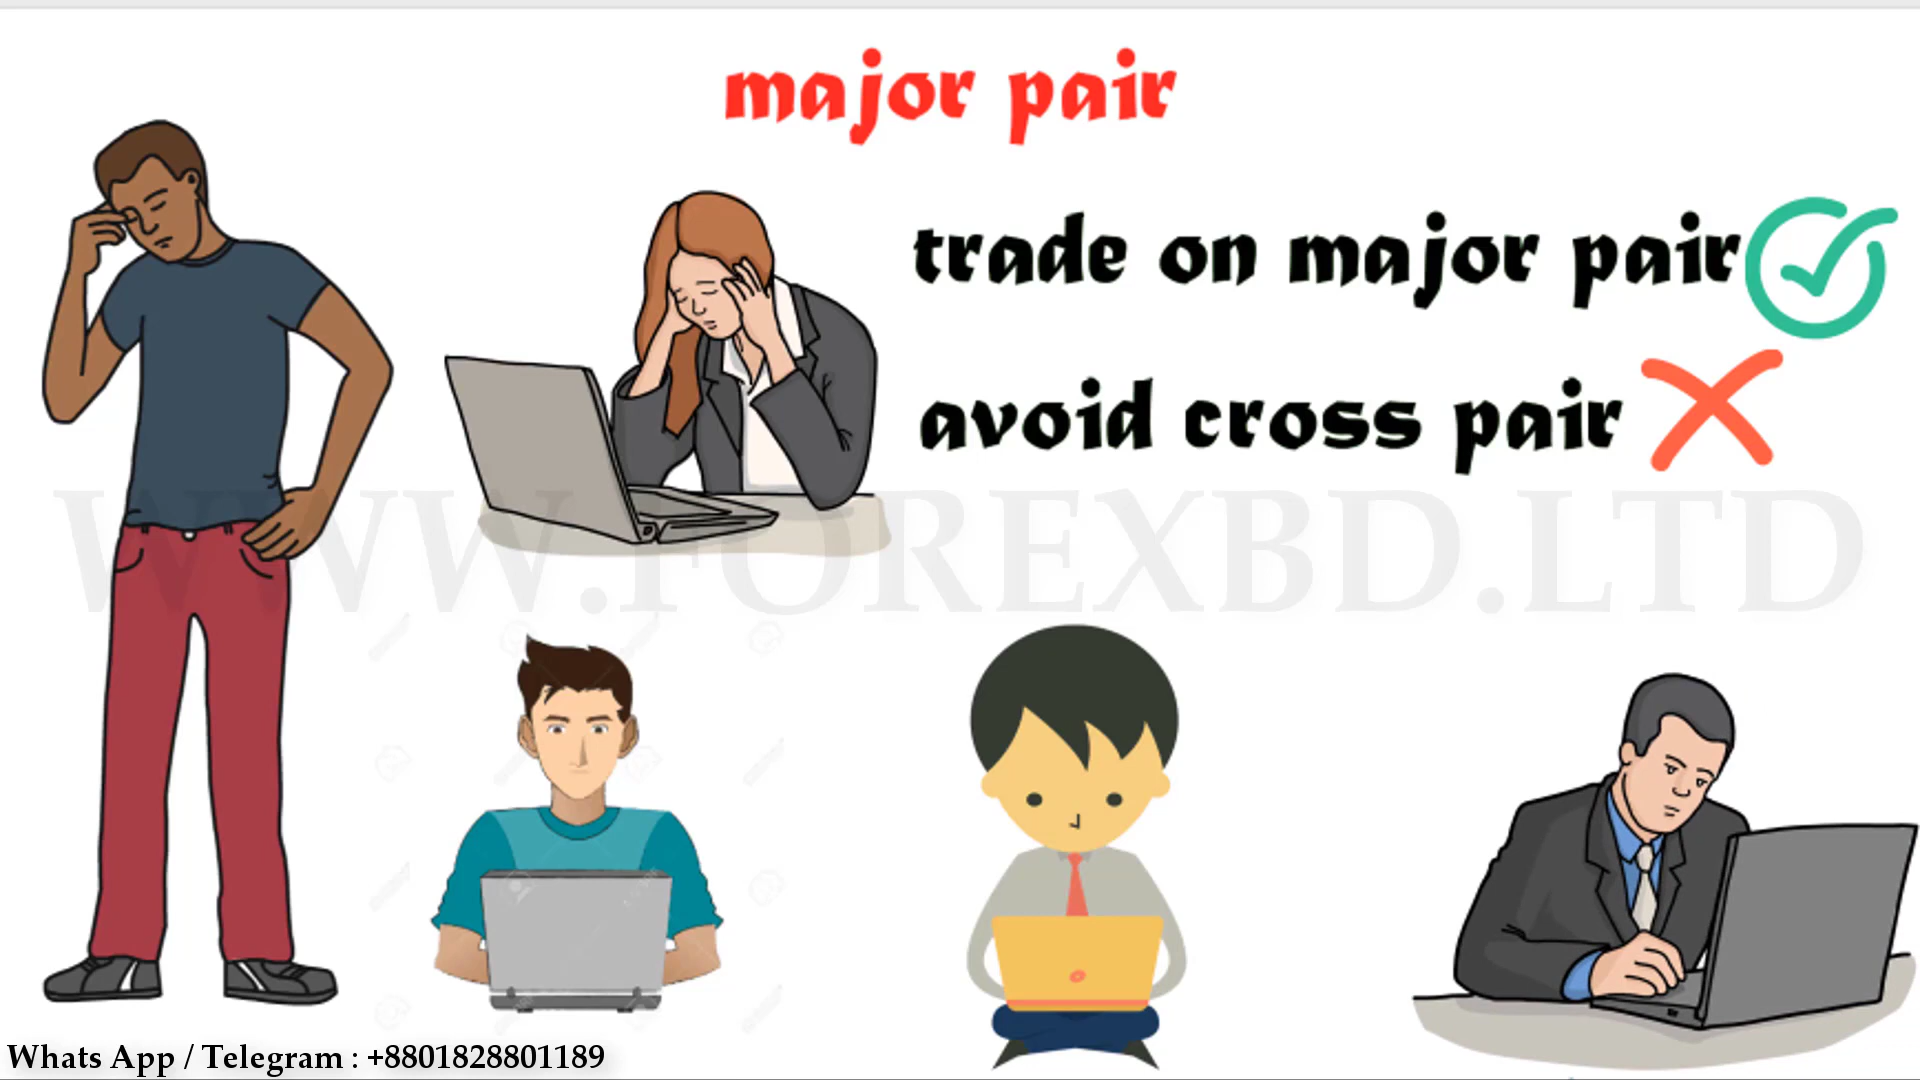 major pair
trade on major pair
avoid cross pair
WWW.FOREXBD.LTD
Whats App / Telegram : +8801828801189